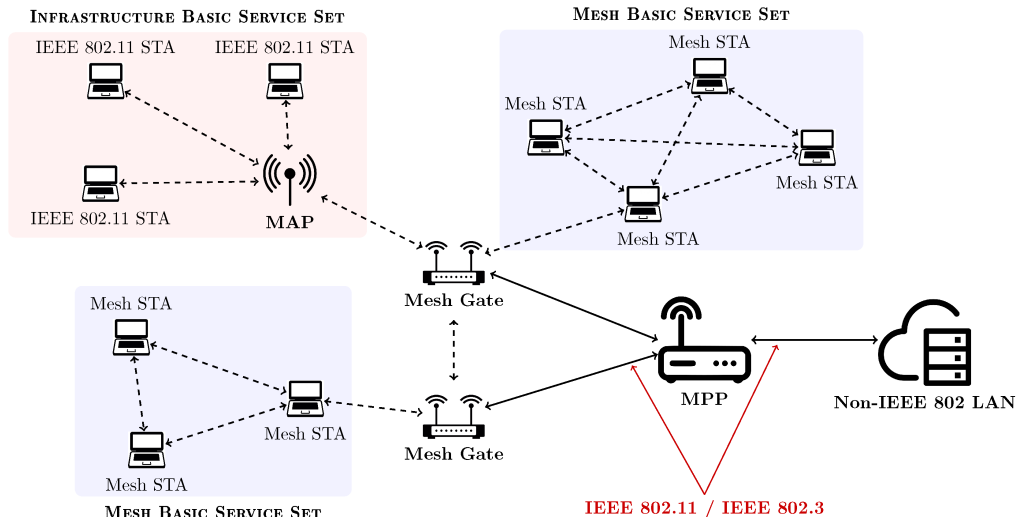 Infrastructure Basic Service Set
IEEE 802.11 STA
IEEE 802.11 STA
IEEE 802.11 STA
MAP
Mesh Basic Service Set
Mesh STA
Mesh STA
Mesh STA
Mesh STA
Mesh Gate
Mesh STA
Mesh STA
Mesh STA
Mesh Basic Service Set
Mesh Gate
MPP
Non-IEEE 802 LAN
IEEE 802.11 / IEEE 802.3